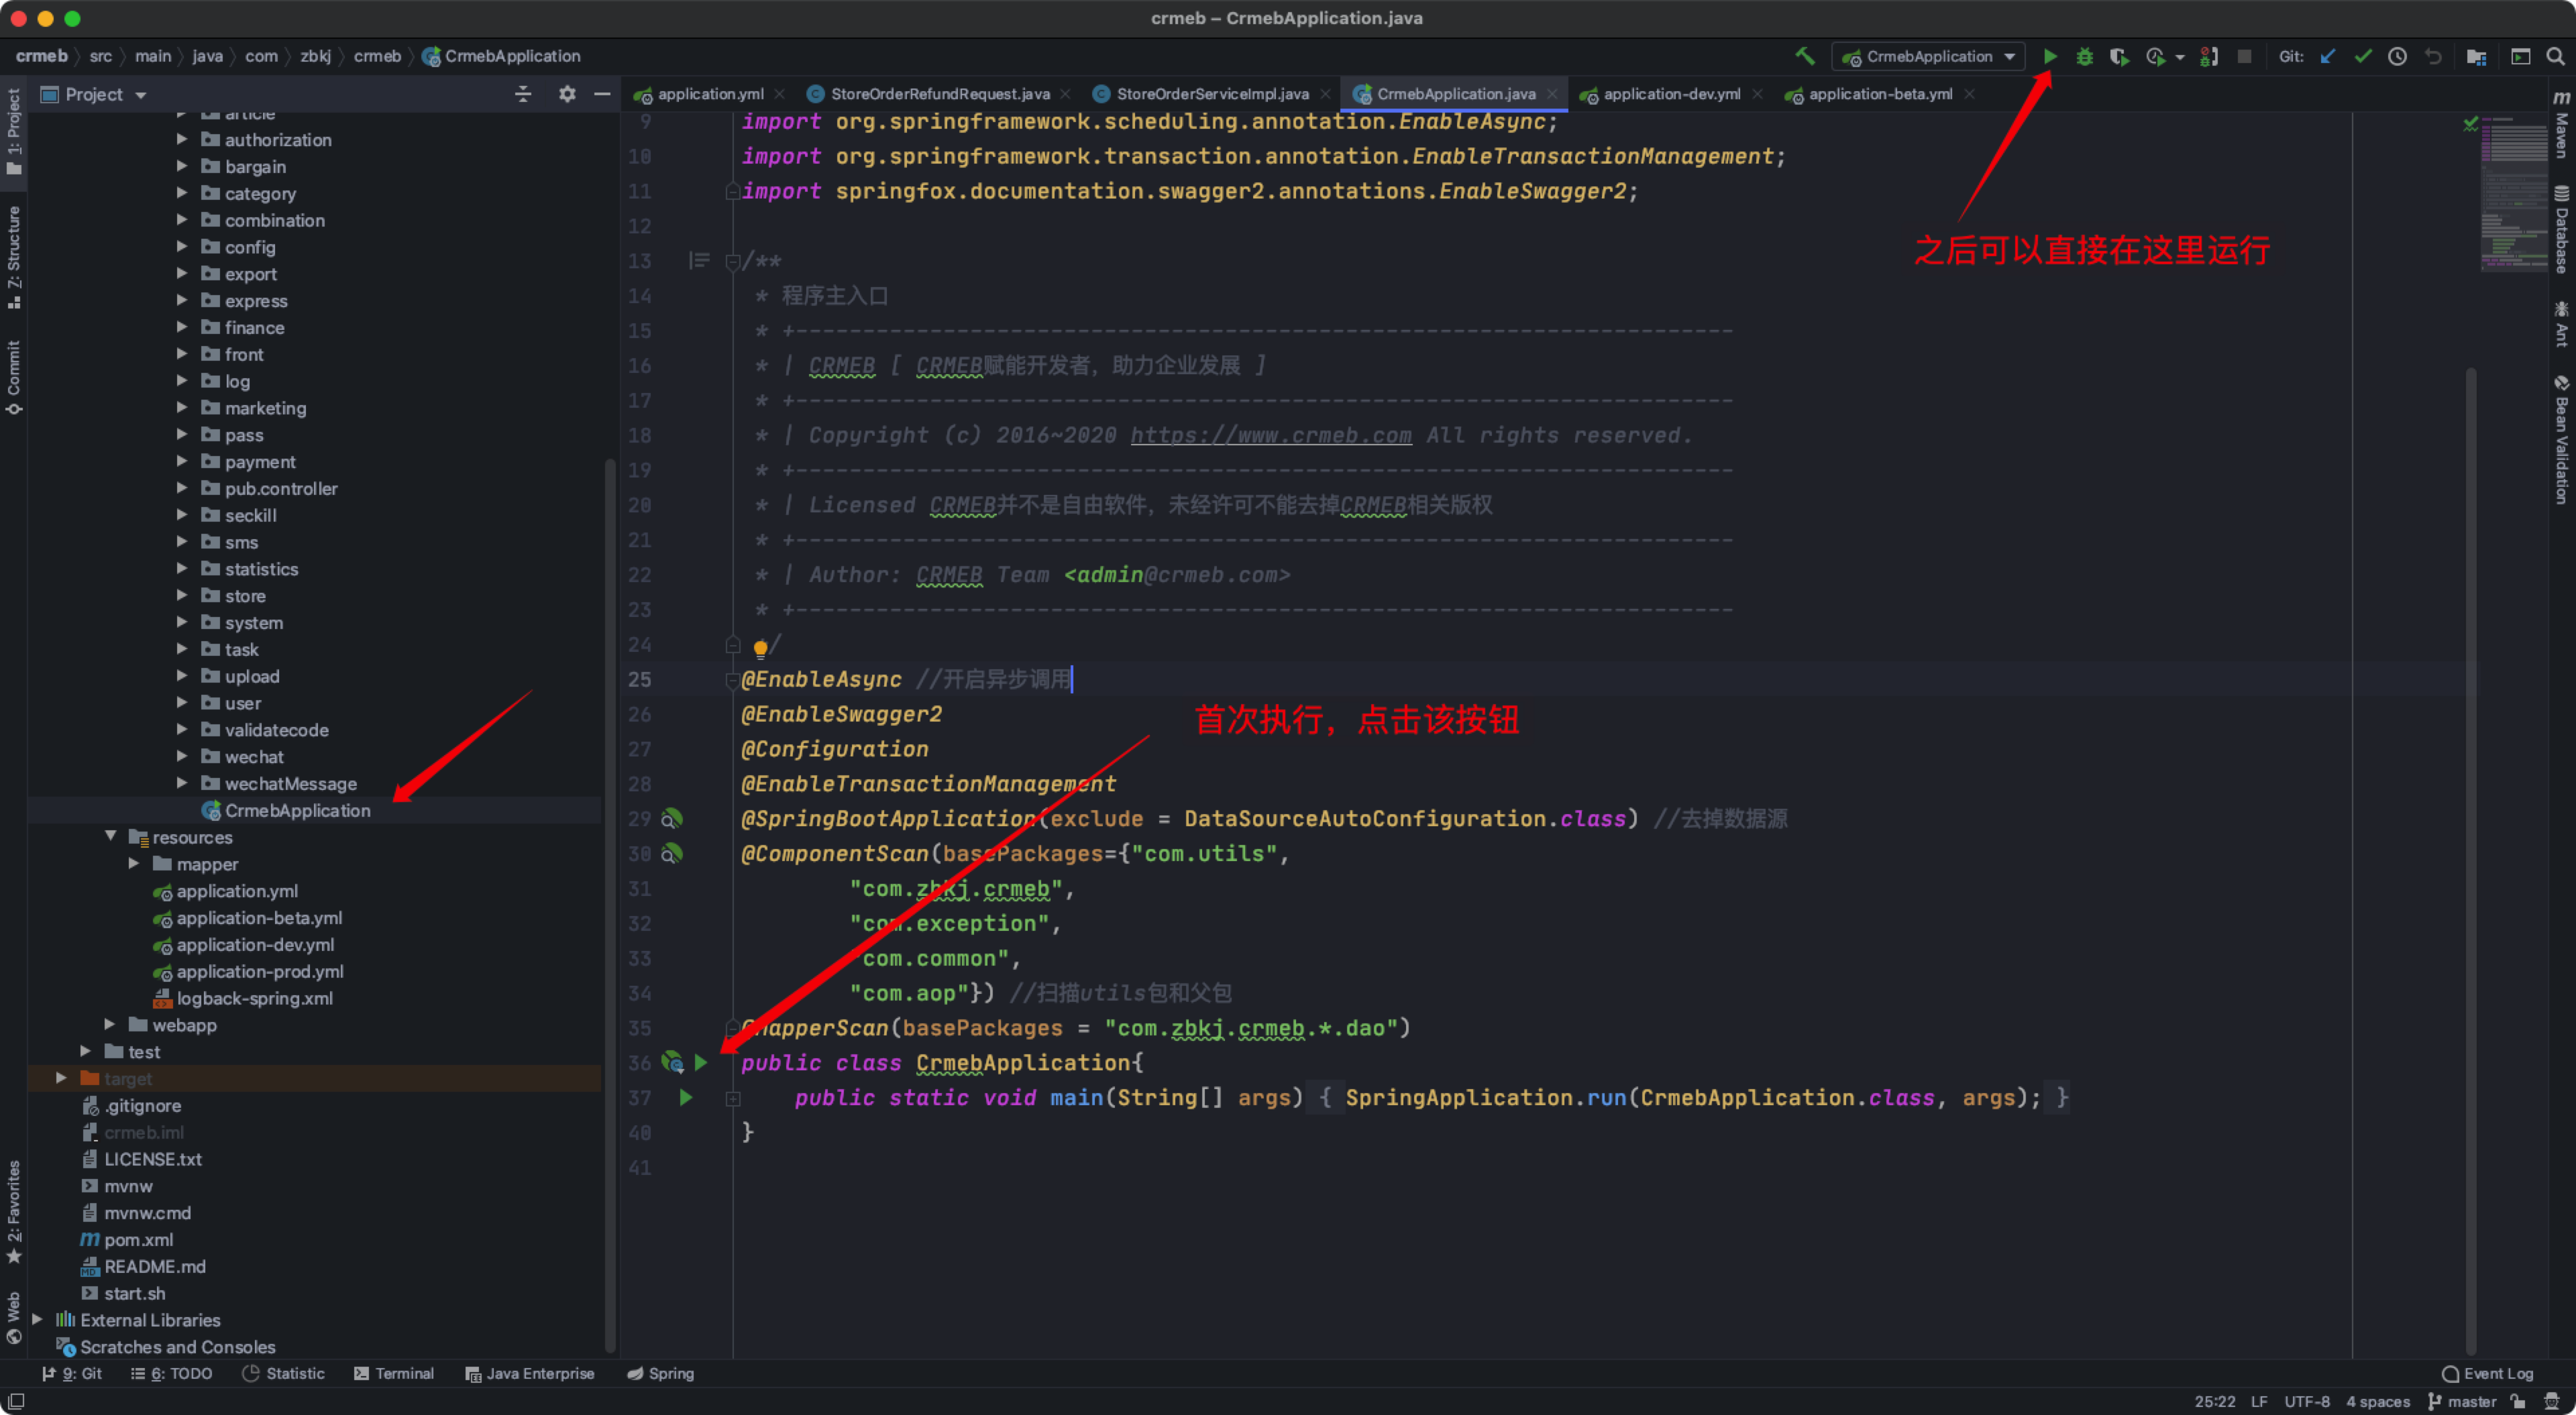 crmeb – CrmebApplication.java
crmeb src main java com zbkj crmeb CrmebApplication
CrmebApplication
Git:
1: Project
Z: Structure
Commit
2: Favorites
Web
Project
article
authorization
bargain
category
combination
config
export
express
finance
front
log
marketing
pass
payment
pub.controller
seckill
sms
statistics
store
system
task
upload
user
validatecode
wechat
wechatMessage
CrmebApplication
resources
mapper
application.yml
application-beta.yml
application-dev.yml
application-prod.yml
logback-spring.xml
webapp
test
target
.gitignore
crmeb.iml
LICENSE.txt
mvnw
mvnw.cmd
pom.xml
README.md
start.sh
External Libraries
Scratches and Consoles
application.yml StoreOrderRefundRequest.java StoreOrderServiceImpl.java CrmebApplication.java application-dev.yml application-beta.yml
9 import org.springframework.scheduling.annotation.EnableAsync;
10 import org.springframework.transaction.annotation.EnableTransactionManagement;
11 import springfox.documentation.swagger2.annotations.EnableSwagger2;
12
之后可以直接在这里运行
13 /**
14 * 程序主入口
15 * +----------------------------------------------------------------------
16 * | CRMEB [ CRMEB赋能开发者，助力企业发展 ]
17 * +----------------------------------------------------------------------
18 * | Copyright (c) 2016~2020 https://www.crmeb.com All rights reserved.
19 * +----------------------------------------------------------------------
20 * | Licensed CRMEB并不是自由软件，未经许可不能去掉CRMEB相关版权
21 * +----------------------------------------------------------------------
22 * | Author: CRMEB Team <admin@crmeb.com>
23 * +----------------------------------------------------------------------
24 /
25 @EnableAsync //开启异步调用
26 @EnableSwagger2
首次执行，点击该按钮
27 @Configuration
28 @EnableTransactionManagement
29 @SpringBootApplication(exclude = DataSourceAutoConfiguration.class) //去掉数据源
30 @ComponentScan(basePackages={"com.utils",
31 "com.zbkj.crmeb",
32 "com.exception",
33 "com.common",
34 "com.aop"}) //扫描utils包和父包
35 @MapperScan(basePackages = "com.zbkj.crmeb.*.dao")
36 public class CrmebApplication{
37 public static void main(String[] args) { SpringApplication.run(CrmebApplication.class, args); }
40 }
41
m Maven
Database
Ant
Bean Validation
9: Git 6: TODO Statistic Terminal Java Enterprise Spring Event Log
25:22 LF UTF-8 4 spaces master